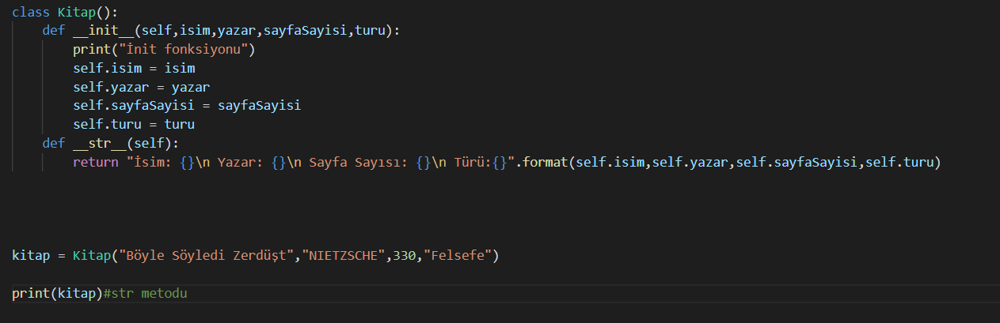 class Kitap():
    def __init__(self,isim,yazar,sayfaSayisi,turu):
        print("İnit fonksiyonu")
        self.isim = isim
        self.yazar = yazar
        self.sayfaSayisi = sayfaSayisi
        self.turu = turu
    def __str__(self):
        return "İsim: {}\n Yazar: {}\n Sayfa Sayısı: {}\n Türü:{}".format(self.isim,self.yazar,self.sayfaSayisi,self.turu)
kitap = Kitap("Böyle Söyledi Zerdüşt","NIETZSCHE",330,"Felsefe")
print(kitap)#str metodu